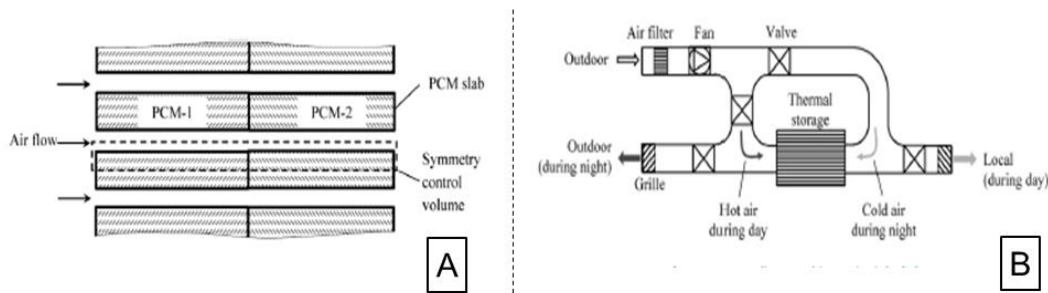 PCM-1
PCM-2
PCM slab
Air flow
Symmetry
control
volume
A
Air filter
Fan
Valve
Outdoor
Thermal
storage
Outdoor
(during night)
Local
(during day)
Grille
Hot air
during day
Cold air
during night
B